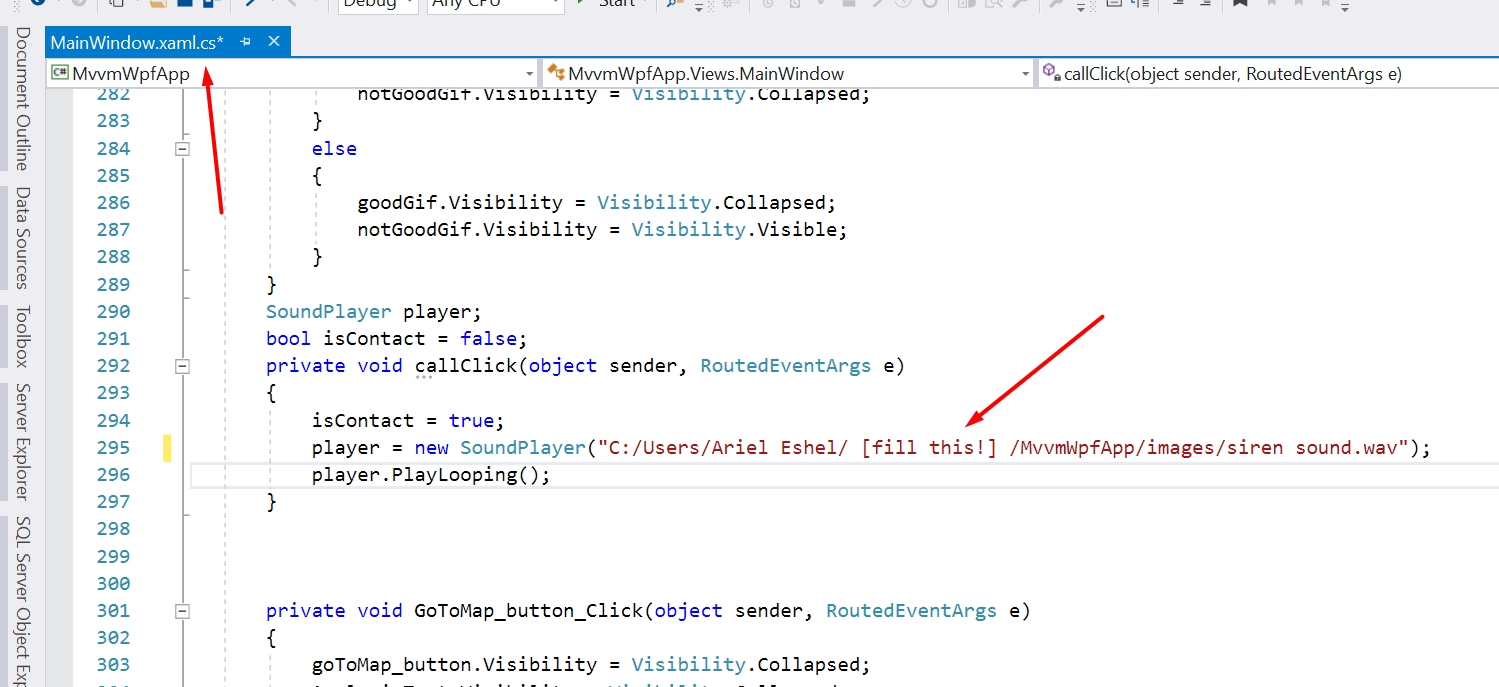 Debug Any CPU Start
MainWindow.xaml.cs*
C# MvvmWpfApp MvvmWpfApp.Views.MainWindow callClick(object sender, RoutedEventArgs e)
Document Outline
Data Sources
Toolbox
Server Explorer
SQL Server Object Exp
282 notGoodGif.Visibility = Visibility.Collapsed;
283 }
284 else
285 {
286 goodGif.Visibility = Visibility.Collapsed;
287 notGoodGif.Visibility = Visibility.Visible;
288 }
289 }
290 SoundPlayer player;
291 bool isContact = false;
292 private void callClick(object sender, RoutedEventArgs e)
293 {
294 isContact = true;
295 player = new SoundPlayer("C:/Users/Ariel Eshel/ [fill this!] /MvvmWpfApp/images/siren sound.wav");
296 player.PlayLooping();
297 }
298
299
300
301 private void GoToMap_button_Click(object sender, RoutedEventArgs e)
302 {
303 goToMap_button.Visibility = Visibility.Collapsed;